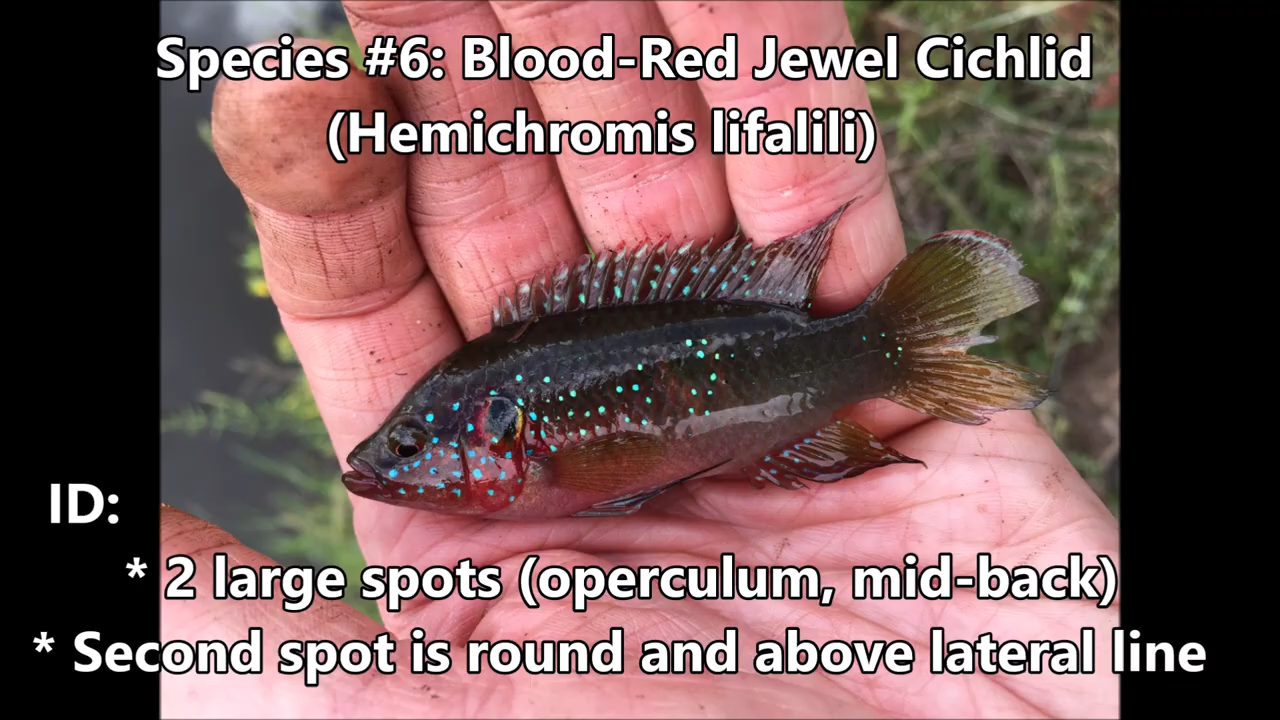 Species #6: Blood-Red Jewel Cichlid
(Hemichromis lifalili)
ID:
* 2 large spots (operculum, mid-back)
* Second spot is round and above lateral line